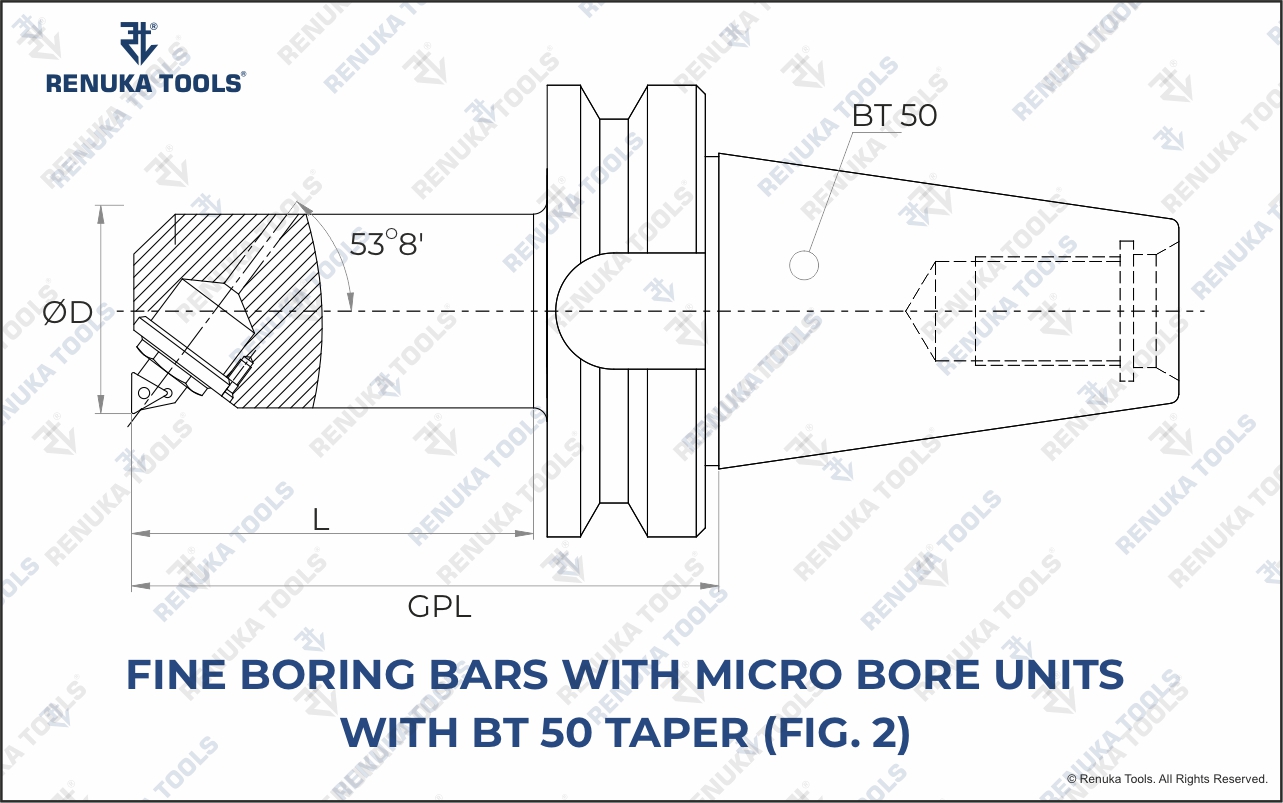 RENUKA TOOLS®
BT 50
53°8'
ØD
L
GPL
FINE BORING BARS WITH MICRO BORE UNITS
WITH BT 50 TAPER (FIG. 2)
© Renuka Tools. All Rights Reserved.